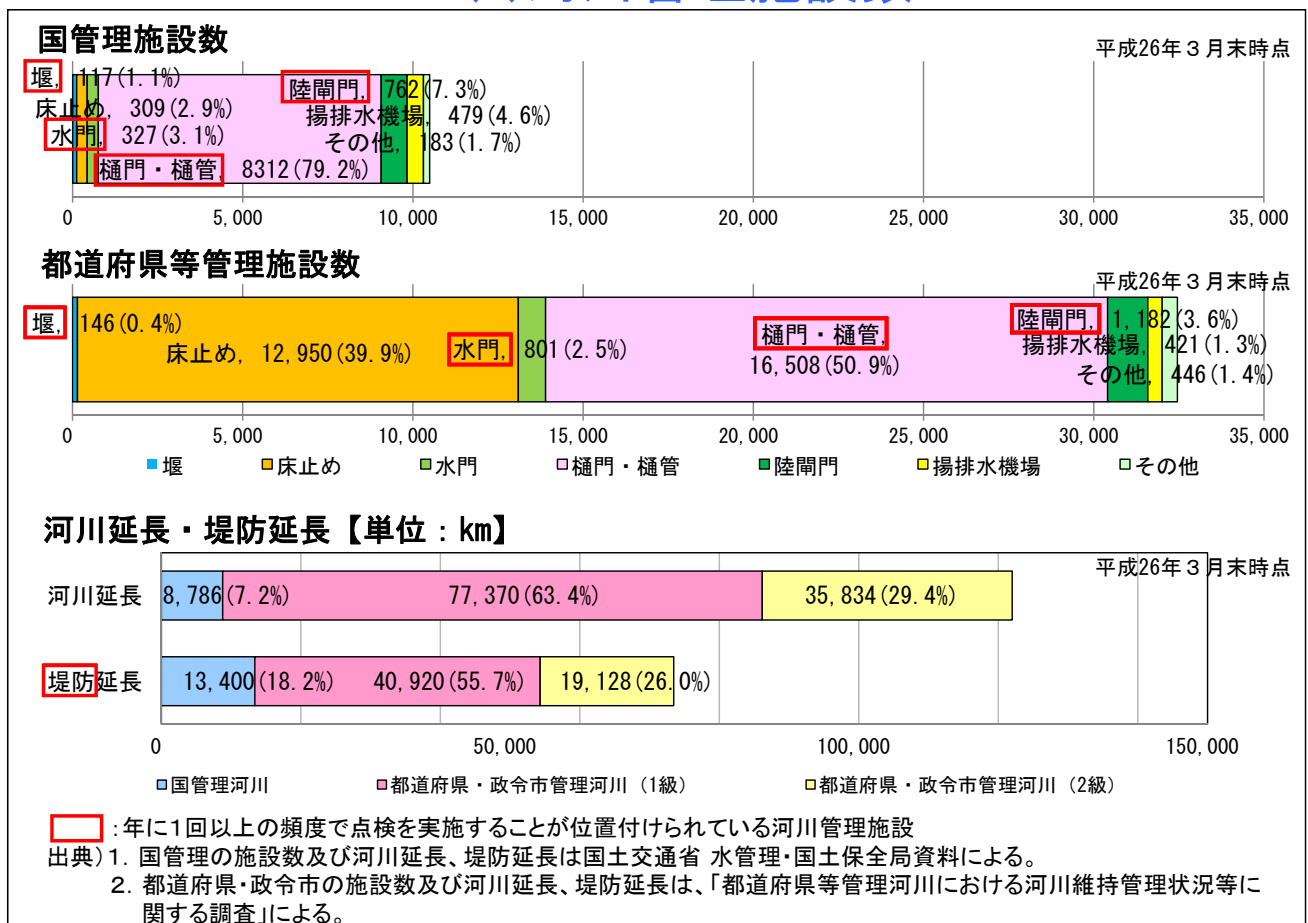 国管理施設数
平成26年３月末時点
堰, 117(1.1%)
床止め, 309(2.9%)
水門, 327(3.1%)
樋門・樋管, 8312(79.2%)
陸閘門, 762(7.3%)
揚排水機場, 479(4.6%)
その他, 183(1.7%)
0 5,000 10,000 15,000 20,000 25,000 30,000 35,000
都道府県等管理施設数
平成26年３月末時点
堰, 146(0.4%)
床止め, 12,950(39.9%)
水門, 801(2.5%)
樋門・樋管,
16,508(50.9%)
陸閘門, 1,182(3.6%)
揚排水機場, 421(1.3%)
その他, 446(1.4%)
0 5,000 10,000 15,000 20,000 25,000 30,000 35,000
堰 床止め 水門 樋門・樋管 陸閘門 揚排水機場 その他
河川延長・堤防延長【単位：km】
平成26年３月末時点
河川延長 8,786(7.2%) 77,370(63.4%) 35,834(29.4%)
堤防延長 13,400(18.2%) 40,920(55.7%) 19,128(26.0%)
0 50,000 100,000 150,000
国管理河川 都道府県・政令市管理河川（1級） 都道府県・政令市管理河川（2級）
：年に１回以上の頻度で点検を実施することが位置付けられている河川管理施設
出典）１．国管理の施設数及び河川延長、堤防延長は国土交通省 水管理・国土保全局資料による。
２．都道府県・政令市の施設数及び河川延長、堤防延長は、「都道府県等管理河川における河川維持管理状況等に
関する調査」による。